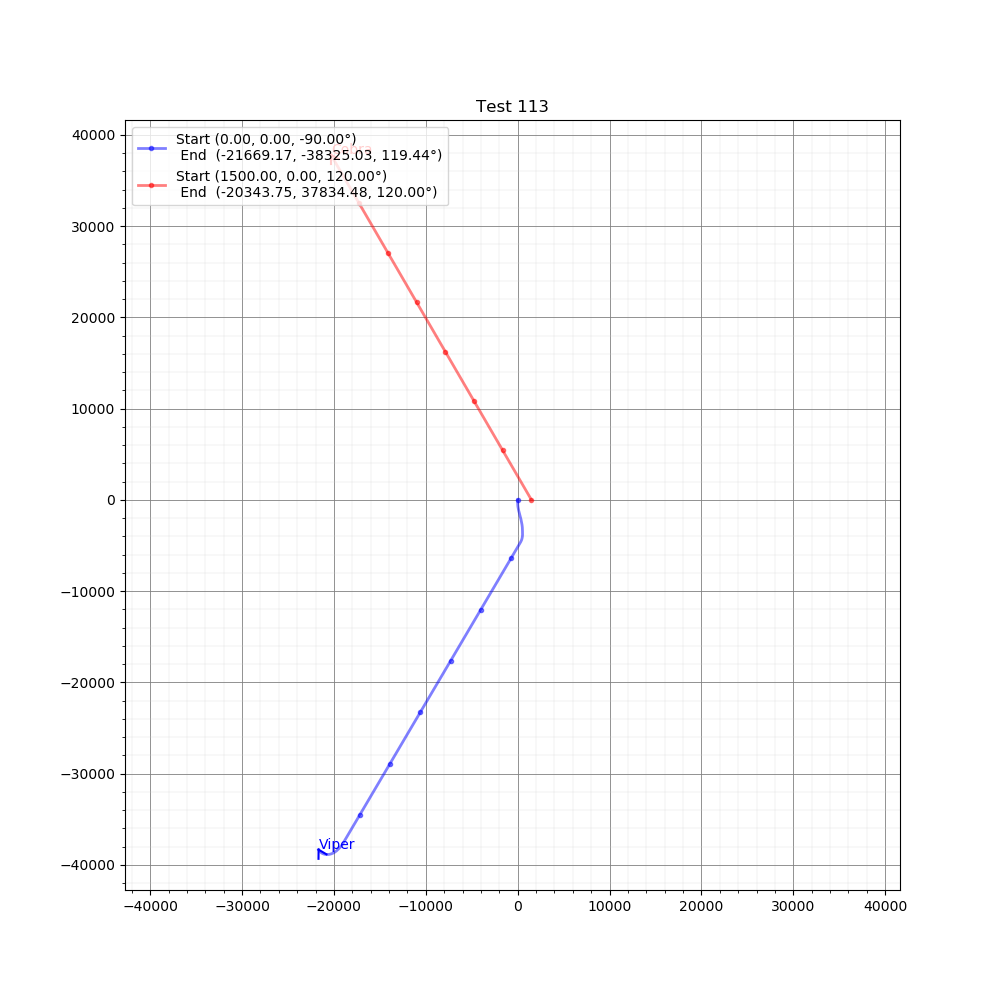 Test 113
Start (0.00, 0.00, -90.00°)
End (-21669.17, -38325.03, 119.44°)
Start (1500.00, 0.00, 120.00°)
End (-20343.75, 37834.48, 120.00°)
40000
30000
20000
10000
0
−10000
−20000
−30000
−40000
Viper
−40000 −30000 −20000 −10000 0 10000 20000 30000 40000